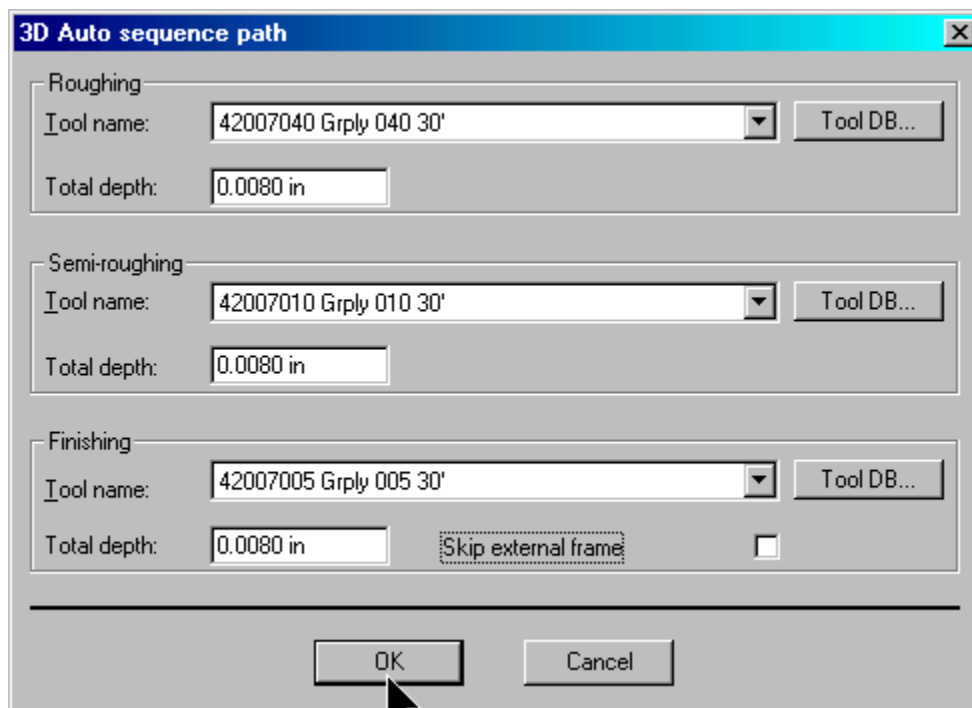 3D Auto sequence path
Roughing
Tool name: 42007040 Grply 040 30' Tool DB...
Total depth: 0.0080 in
Semi-roughing
Tool name: 42007010 Grply 010 30' Tool DB...
Total depth: 0.0080 in
Finishing
Tool name: 42007005 Grply 005 30' Tool DB...
Total depth: 0.0080 in Skip external frame
OK Cancel